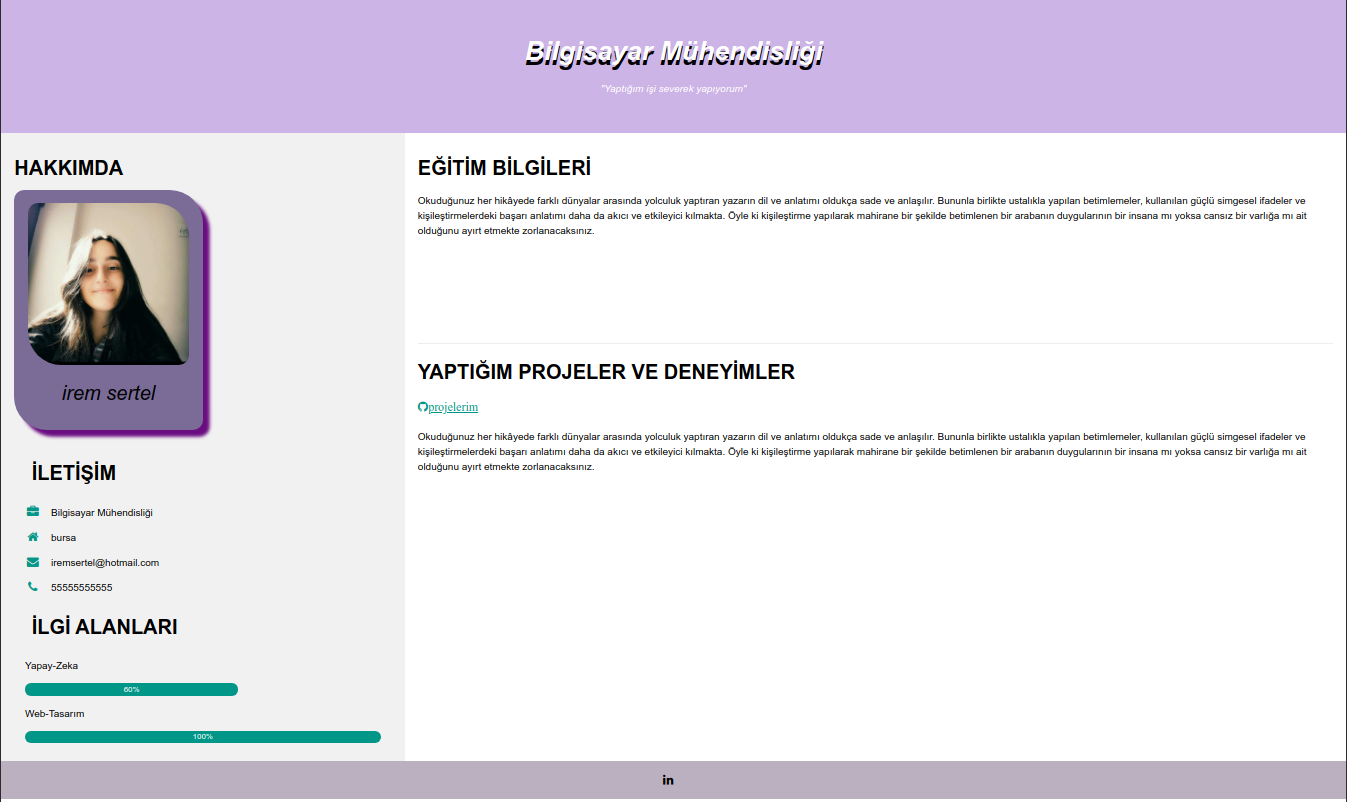 Bilgisayar Mühendisliği
"Yaptığım işi severek yapıyorum"
HAKKIMDA
irem sertel
İLETİŞİM
Bilgisayar Mühendisliği
bursa
iremsertel@hotmail.com
55555555555
İLGİ ALANLARI
Yapay-Zeka
60%
Web-Tasarım
100%
EĞİTİM BİLGİLERİ
Okuduğunuz her hikâyede farklı dünyalar arasında yolculuk yaptıran yazarın dil ve anlatımı oldukça sade ve anlaşılır. Bununla birlikte ustalıkla yapılan betimlemeler, kullanılan güçlü simgesel ifadeler ve
kişileştirmelerdeki başarı anlatımı daha da akıcı ve etkileyici kılmakta. Öyle ki kişileştirme yapılarak mahirane bir şekilde betimlenen bir arabanın duygularının bir insana mı yoksa cansız bir varlığa mı ait
olduğunu ayırt etmekte zorlanacaksınız.
YAPTIĞIM PROJELER VE DENEYİMLER
projelerim
Okuduğunuz her hikâyede farklı dünyalar arasında yolculuk yaptıran yazarın dil ve anlatımı oldukça sade ve anlaşılır. Bununla birlikte ustalıkla yapılan betimlemeler, kullanılan güçlü simgesel ifadeler ve
kişileştirmelerdeki başarı anlatımı daha da akıcı ve etkileyici kılmakta. Öyle ki kişileştirme yapılarak mahirane bir şekilde betimlenen bir arabanın duygularının bir insana mı yoksa cansız bir varlığa mı ait
olduğunu ayırt etmekte zorlanacaksınız.
in